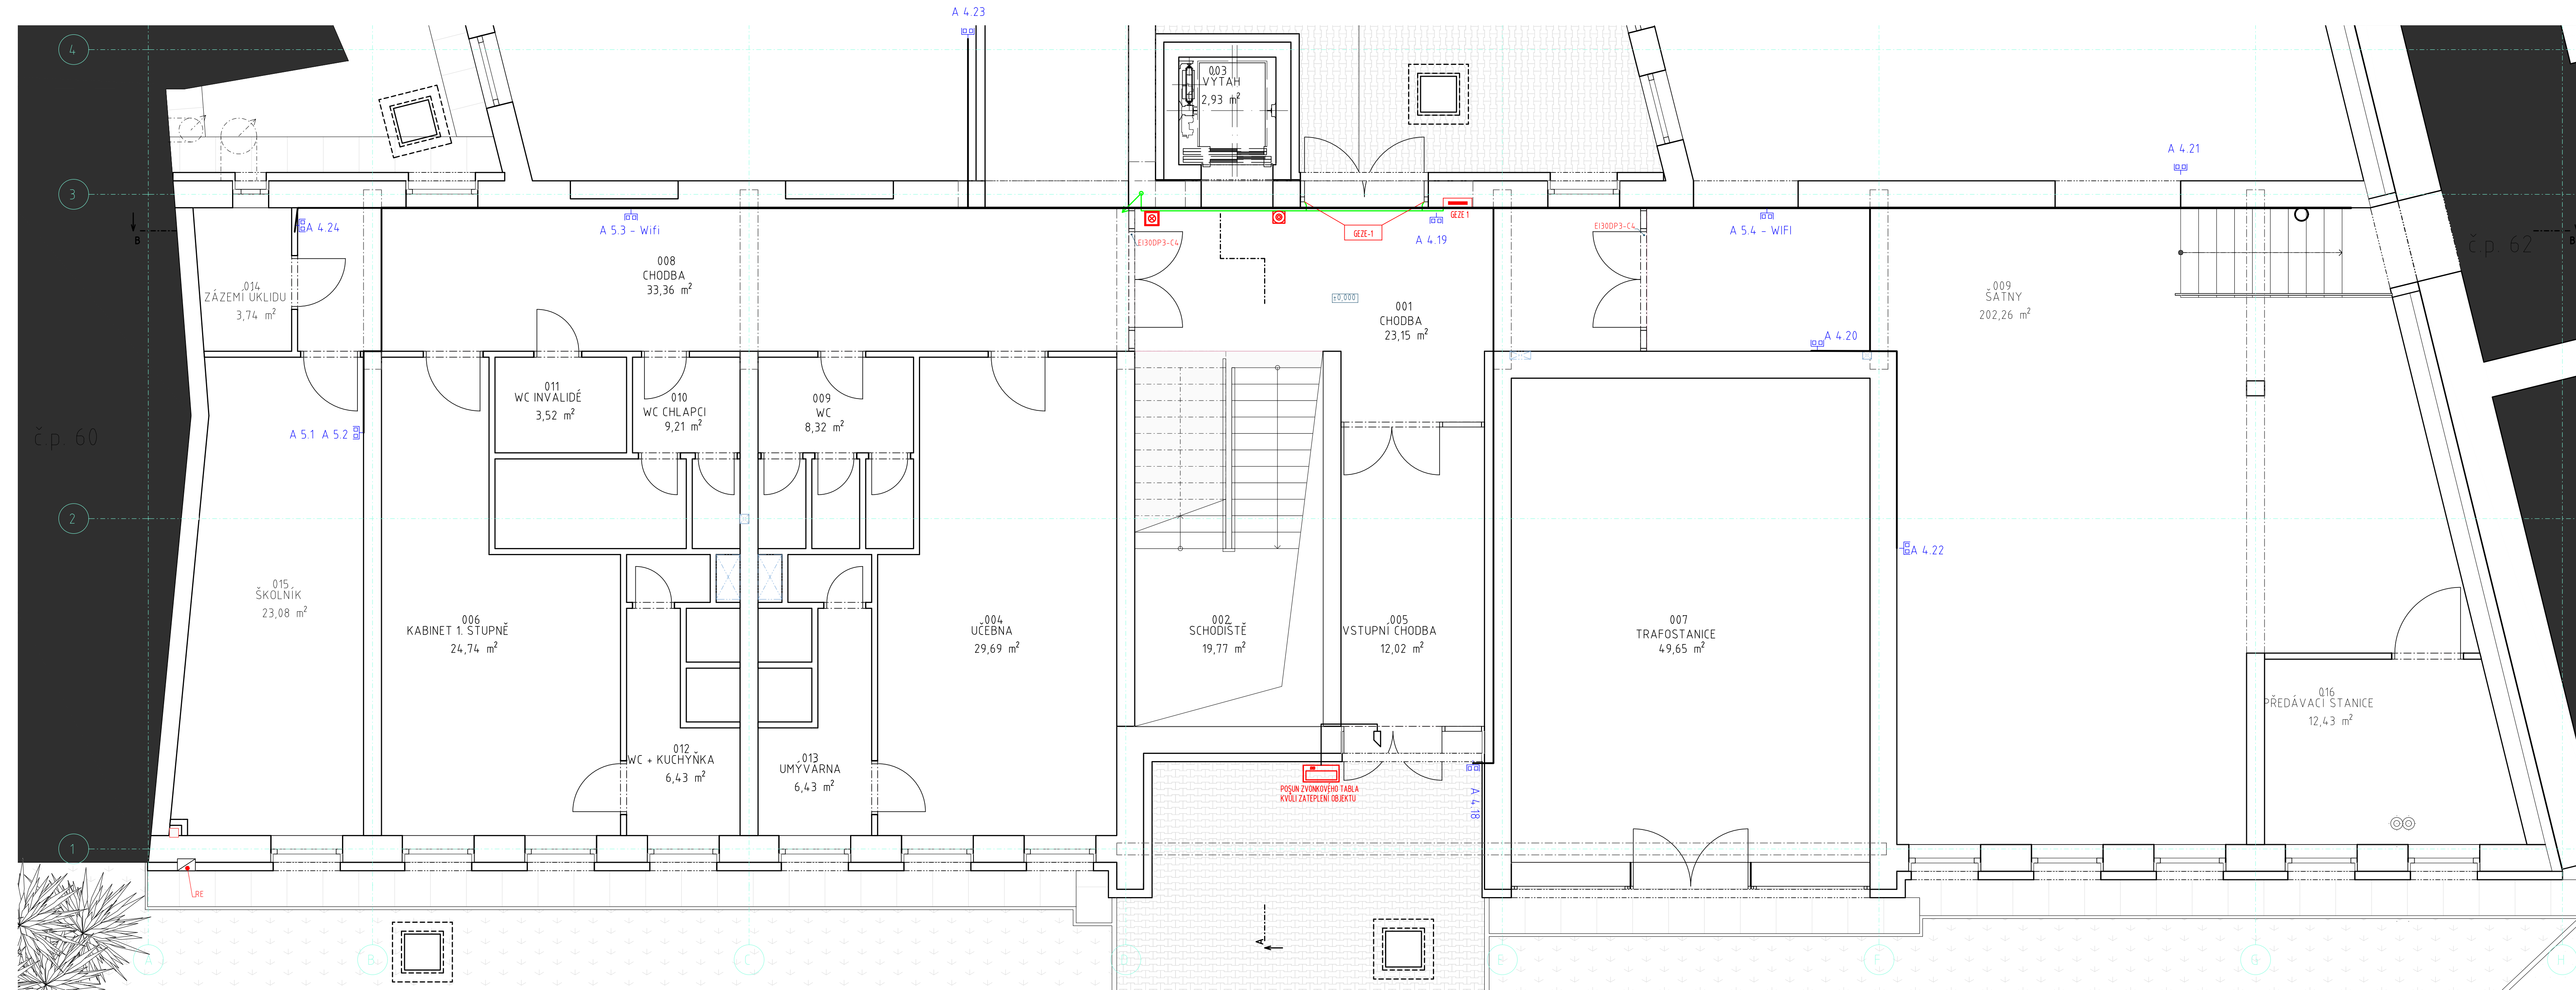 A 4.23
4
003
VÝTAH
2,93 m²
A 4.21
3
B
A 4.24
A 5.3 - Wifi
EI30DP3-C4
GEZE-1
GEZE 1
A 4.19
EI30DP3-C4
A 5.4 - WIFI
č.p. 62
B
008
CHODBA
33,36 m²
014
ZÁZEMÍ ÚKLIDU
3,74 m²
±0,000
001
CHODBA
23,15 m²
009
ŠATNY
202,26 m²
A 4.20
011
WC INVALIDÉ
3,52 m²
010
WC CHLAPCI
9,21 m²
009
WC
8,32 m²
č.p. 60
A 5.1 A 5.2
2
A 4.22
015
ŠKOLNÍK
23,08 m²
006
KABINET 1. STUPNĚ
24,74 m²
004
UČEBNA
29,69 m²
002
SCHODIŠTĚ
19,77 m²
005
VSTUPNÍ CHODBA
12,02 m²
007
TRAFOSTANICE
49,65 m²
016
PŘEDÁVACÍ STANICE
12,43 m²
012
WC + KUCHYŇKA
6,43 m²
013
UMÝVÁRNA
6,43 m²
POSUN ZVONKOVÉHO TABLA
KVŮLI ZATEPLENÍ OBJEKTU
A 4.18
1
RE
A
A
B
C
D
E
F
G
H